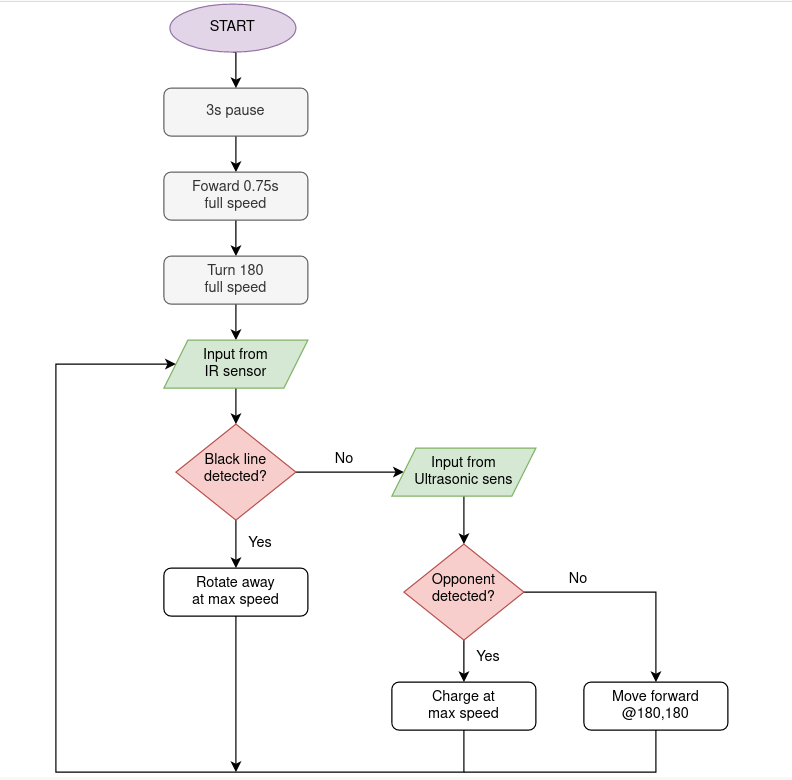 START
3s pause
Foward 0.75s
full speed
Turn 180
full speed
Input from
IR sensor
Black line
detected?
No
Input from
Ultrasonic sens
Yes
Rotate away
at max speed
Opponent
detected?
No
Yes
Charge at
max speed
Move forward
@180,180